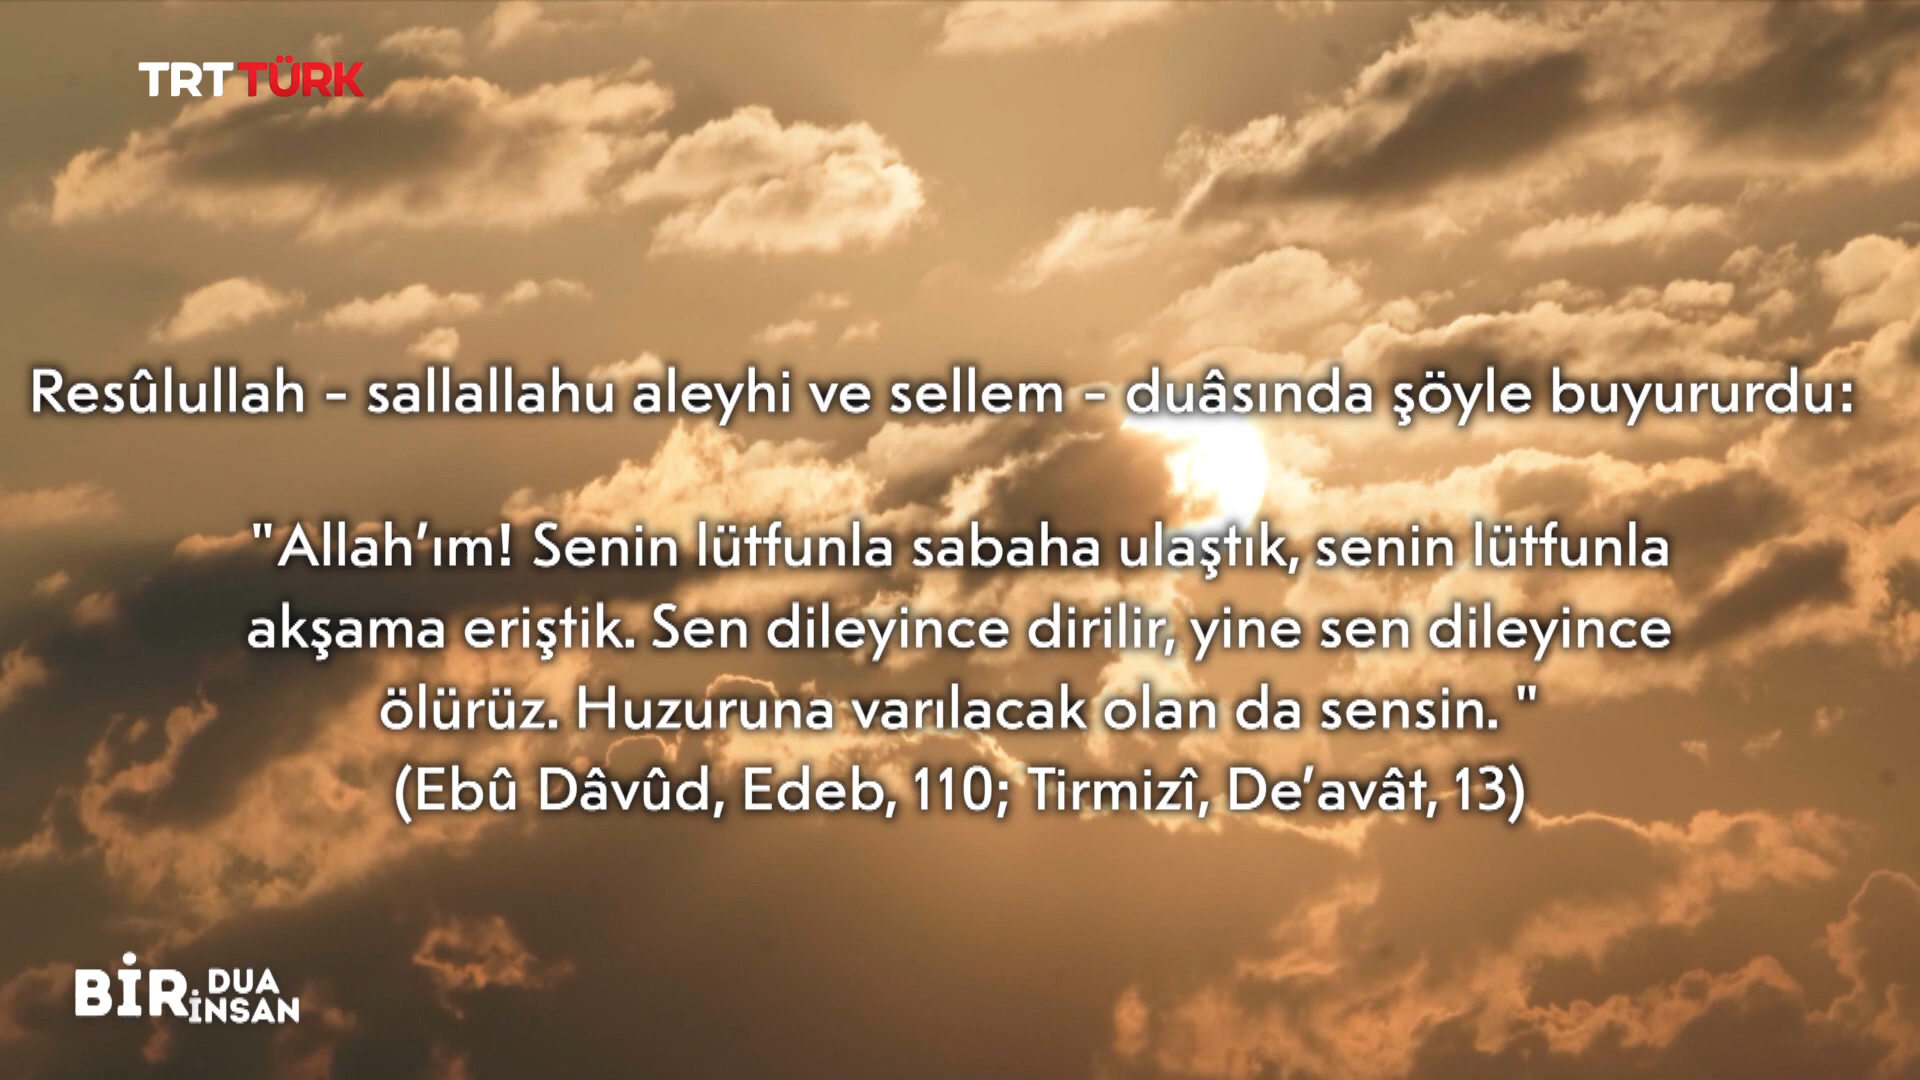 TRT TÜRK
Resûlullah - sallallahu aleyhi ve sellem - duâsında şöyle buyururdu:
"Allah'ım! Senin lütfunla sabaha ulaştık, senin lütfunla
akşama eriştik. Sen dileyince dirilir, yine sen dileyince
ölürüz. Huzuruna varılacak olan da sensin. "
(Ebû Dâvûd, Edeb, 110; Tirmizî, De'avât, 13)
BİR DUA
İNSAN